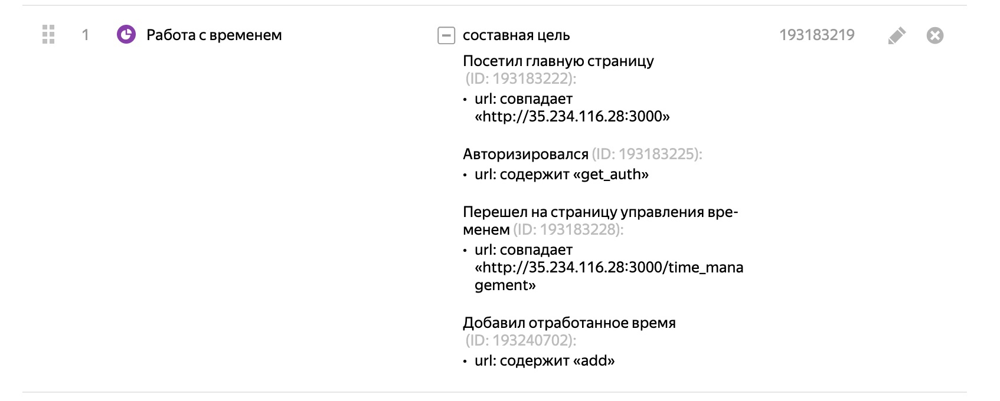 1 Работа с временем составная цель 193183219
Посетил главную страницу
(ID: 193183222):
• url: совпадает
«http://35.234.116.28:3000»
Авторизировался (ID: 193183225):
• url: содержит «get_auth»
Перешел на страницу управления вре-
менем (ID: 193183228):
• url: совпадает
«http://35.234.116.28:3000/time_mana
gement»
Добавил отработанное время
(ID: 193240702):
• url: содержит «add»